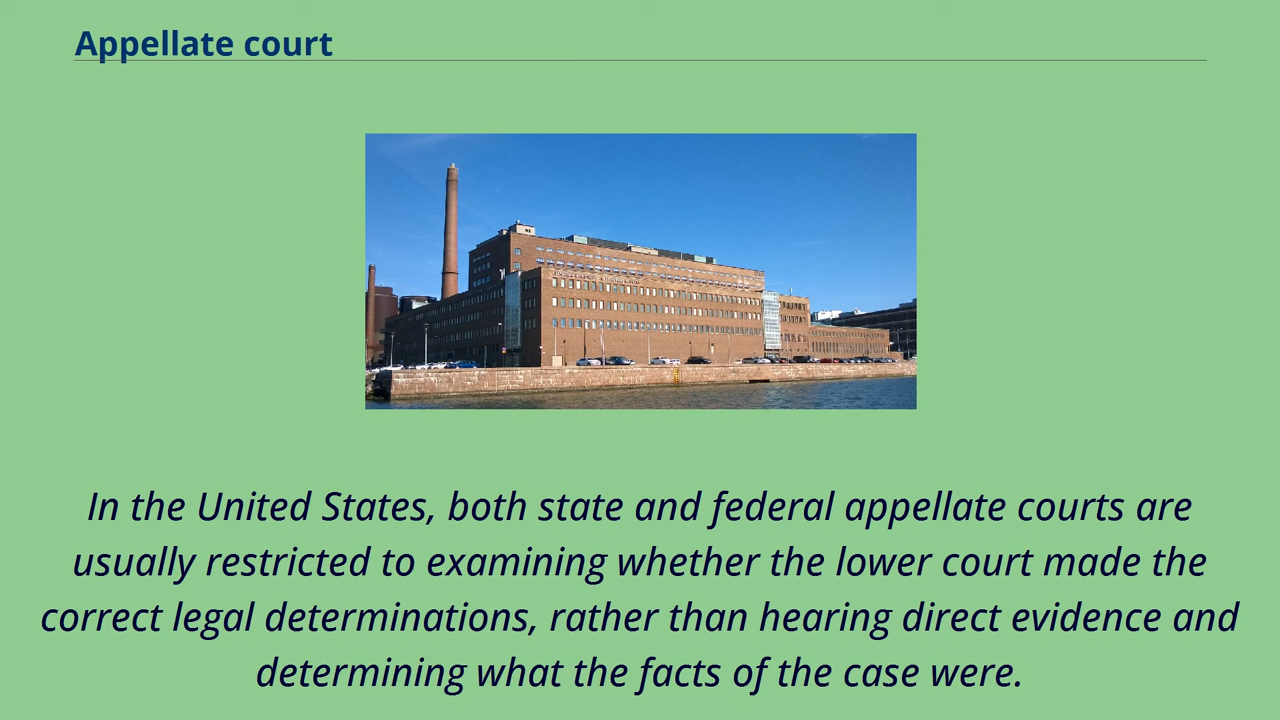 Appellate court
In the United States, both state and federal appellate courts are
usually restricted to examining whether the lower court made the
correct legal determinations, rather than hearing direct evidence and
determining what the facts of the case were.